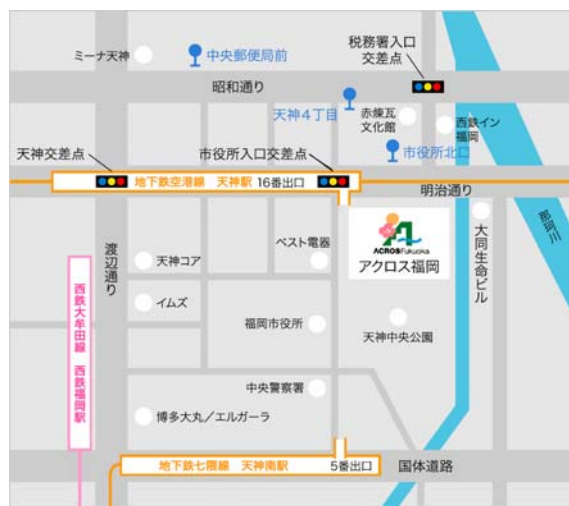 ミーナ天神
中央郵便局前
税務署入口
交差点
昭和通り
天神4丁目
赤煉瓦
文化館
西鉄イン
福岡
天神交差点
市役所入口交差点
市役所北口
地下鉄空港線 天神駅 16番出口
明治通り
那珂川
渡辺通り
天神コア
ベスト電器
ACROS Fukuoka
アクロス福岡
大同生命ビル
イムズ
福岡市役所
天神中央公園
西鉄大牟田線 西鉄福岡駅
中央警察署
博多大丸／エルガーラ
地下鉄七隈線 天神南駅 5番出口
国体道路